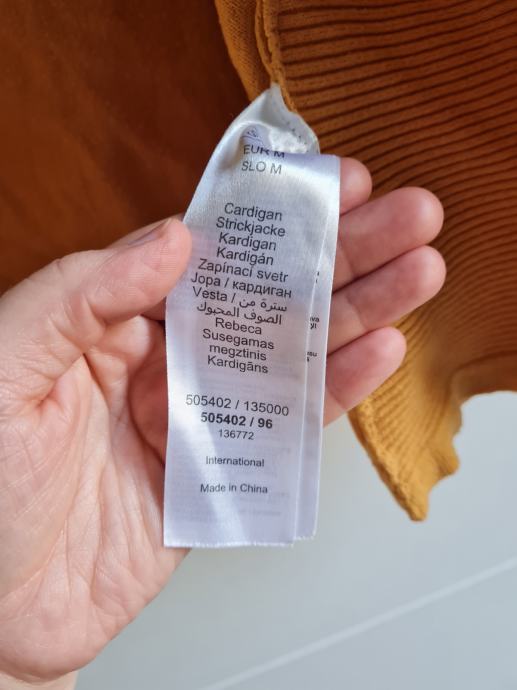 EUR M
SLO M
Cardigan
Strickjacke
Kardigan
Kardigán
Zapínací svetr
Jopa / кардиган
Vesta / سترة من
الصوف المحبوك
Rebeca
Susegamas
megztinis
Kardigāns
505402 / 135000
505402 / 96
136772
International
Made in China